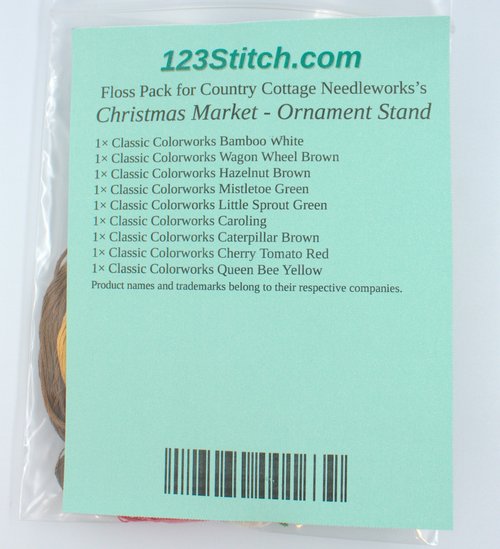 123Stitch.com
Floss Pack for Country Cottage Needleworks's
Christmas Market - Ornament Stand
1× Classic Colorworks Bamboo White
1× Classic Colorworks Wagon Wheel Brown
1× Classic Colorworks Hazelnut Brown
1× Classic Colorworks Mistletoe Green
1× Classic Colorworks Little Sprout Green
1× Classic Colorworks Caroling
1× Classic Colorworks Caterpillar Brown
1× Classic Colorworks Cherry Tomato Red
1× Classic Colorworks Queen Bee Yellow
Product names and trademarks belong to their respective companies.